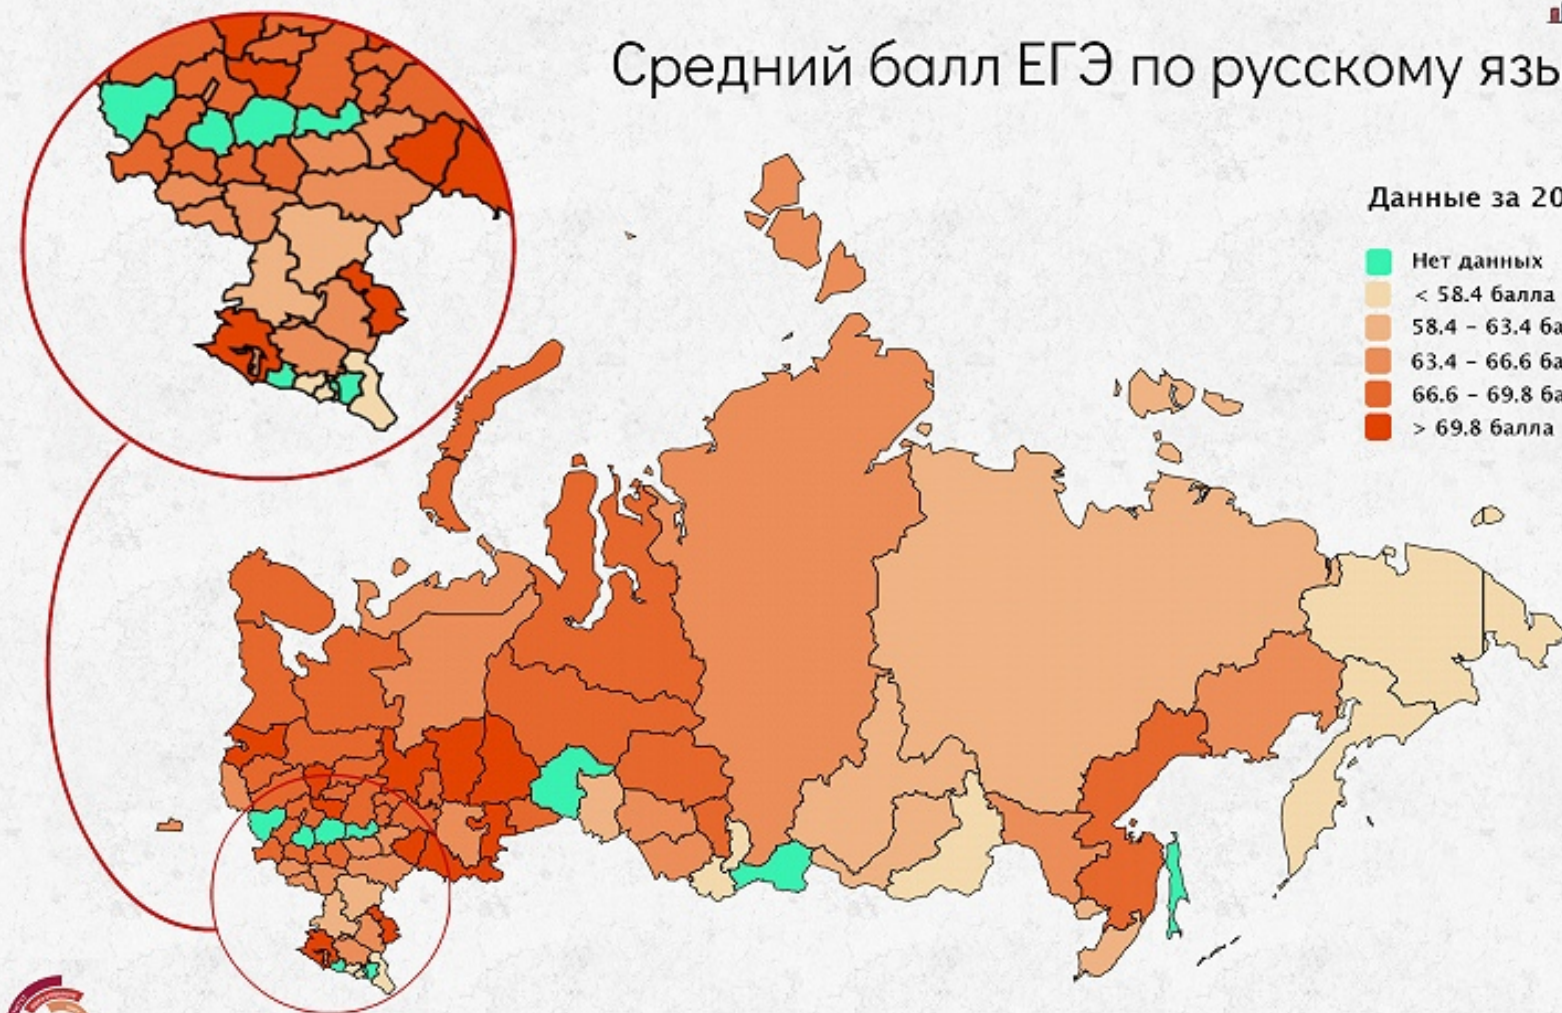 Средний балл ЕГЭ по русскому язы
Данные за 20
Нет данных
< 58.4 балла
58.4 – 63.4 ба
63.4 – 66.6 ба
66.6 – 69.8 ба
> 69.8 балла